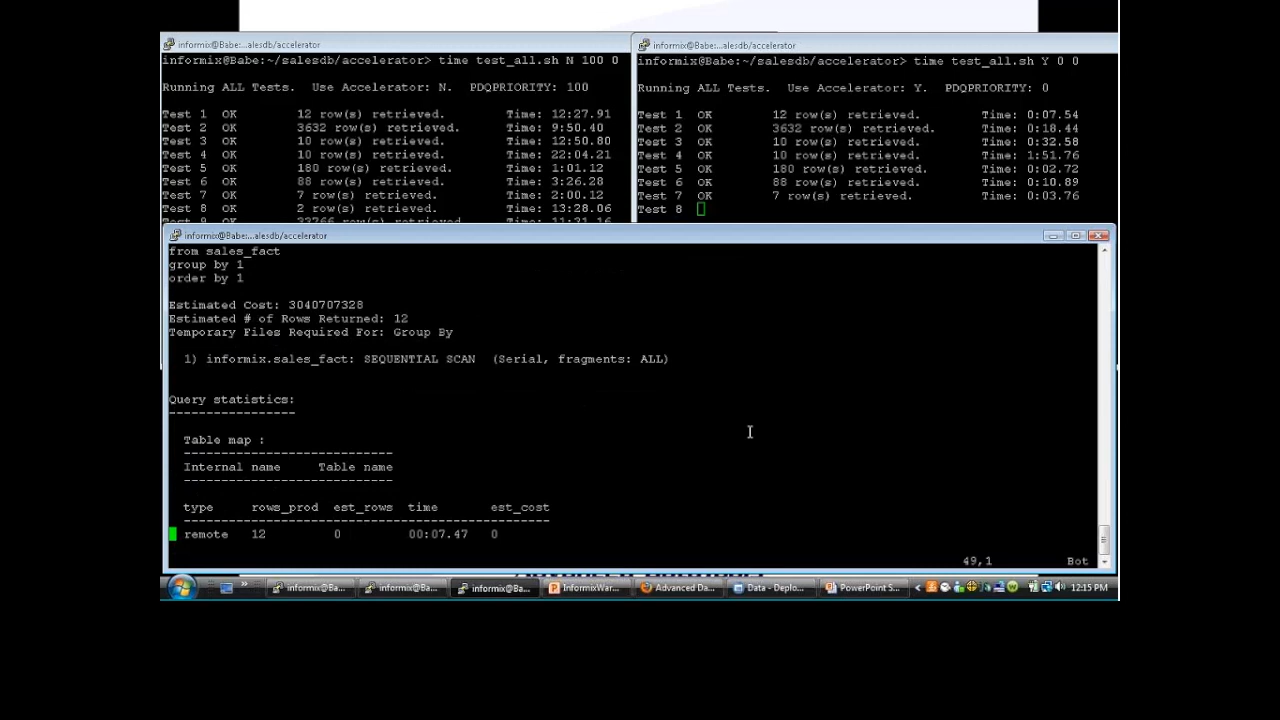 informix@Babe:...alesdb/accelerator
informix@Babe:~/salesdb/accelerator> time test_all.sh N 100 0
Running ALL Tests.  Use Accelerator: N.  PDQPRIORITY: 100
Test 1  OK  12 row(s) retrieved.  Time: 12:27.91
Test 2  OK  3632 row(s) retrieved.  Time: 9:50.40
Test 3  OK  10 row(s) retrieved.  Time: 12:50.80
Test 4  OK  10 row(s) retrieved.  Time: 22:04.21
Test 5  OK  180 row(s) retrieved.  Time: 1:01.12
Test 6  OK  88 row(s) retrieved.  Time: 3:26.28
Test 7  OK  7 row(s) retrieved.  Time: 2:00.12
Test 8  OK  2 row(s) retrieved.  Time: 13:28.06
informix@Babe:...alesdb/accelerator
informix@Babe:~/salesdb/accelerator> time test_all.sh Y 0 0
Running ALL Tests.  Use Accelerator: Y.  PDQPRIORITY: 0
Test 1  OK  12 row(s) retrieved.  Time: 0:07.54
Test 2  OK  3632 row(s) retrieved.  Time: 0:18.44
Test 3  OK  10 row(s) retrieved.  Time: 0:32.58
Test 4  OK  10 row(s) retrieved.  Time: 1:51.76
Test 5  OK  180 row(s) retrieved.  Time: 0:02.72
Test 6  OK  88 row(s) retrieved.  Time: 0:10.89
Test 7  OK  7 row(s) retrieved.  Time: 0:03.76
Test 8
informix@Babe:...alesdb/accelerator
from sales_fact
group by 1
order by 1
Estimated Cost: 3040707328
Estimated # of Rows Returned: 12
Temporary Files Required For: Group By
1) informix.sales_fact: SEQUENTIAL SCAN  (Serial, fragments: ALL)
Query statistics:
-----------------
Table map :
----------------------------
Internal name     Table name
----------------------------
type     rows_prod  est_rows  time       est_cost
-------------------------------------------------
remote   12         0         00:07.47   0
49,1  Bot
informix@Ba...  informix@Ba...  informix@Ba...  InformixWar...  Advanced Da...  Data - Deplo...  PowerPoint S...  12:15 PM